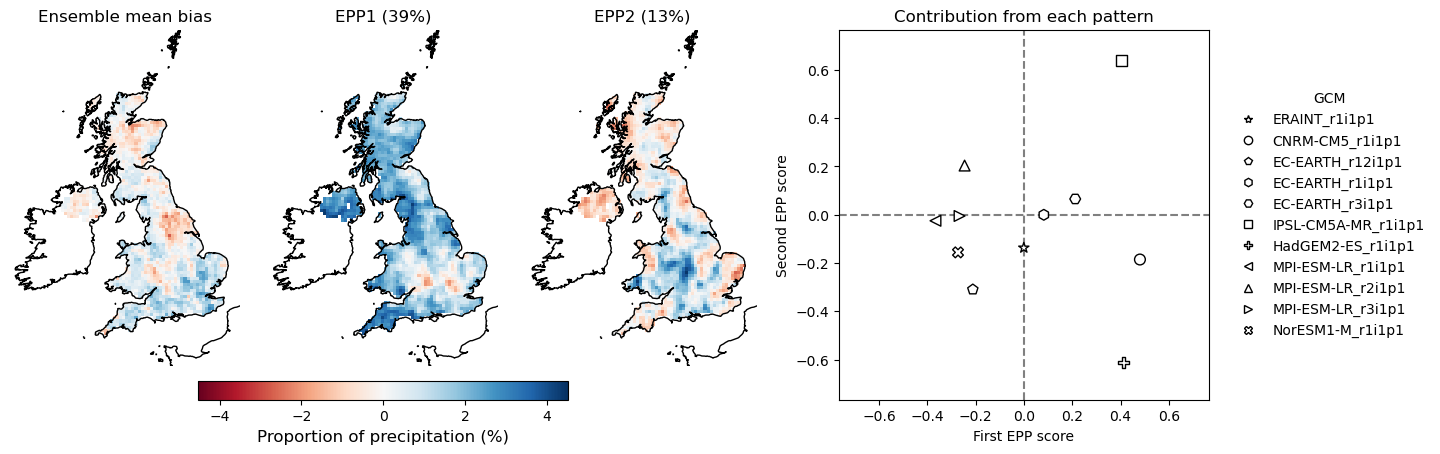 Ensemble mean bias
EPP1 (39%)
EPP2 (13%)
−4 −2 0 2 4
Proportion of precipitation (%)
Contribution from each pattern
Second EPP score
0.6
0.4
0.2
0.0
−0.2
−0.4
−0.6
−0.6 −0.4 −0.2 0.0 0.2 0.4 0.6
First EPP score
GCM
ERAINT_r1i1p1
CNRM-CM5_r1i1p1
EC-EARTH_r12i1p1
EC-EARTH_r1i1p1
EC-EARTH_r3i1p1
IPSL-CM5A-MR_r1i1p1
HadGEM2-ES_r1i1p1
MPI-ESM-LR_r1i1p1
MPI-ESM-LR_r2i1p1
MPI-ESM-LR_r3i1p1
NorESM1-M_r1i1p1